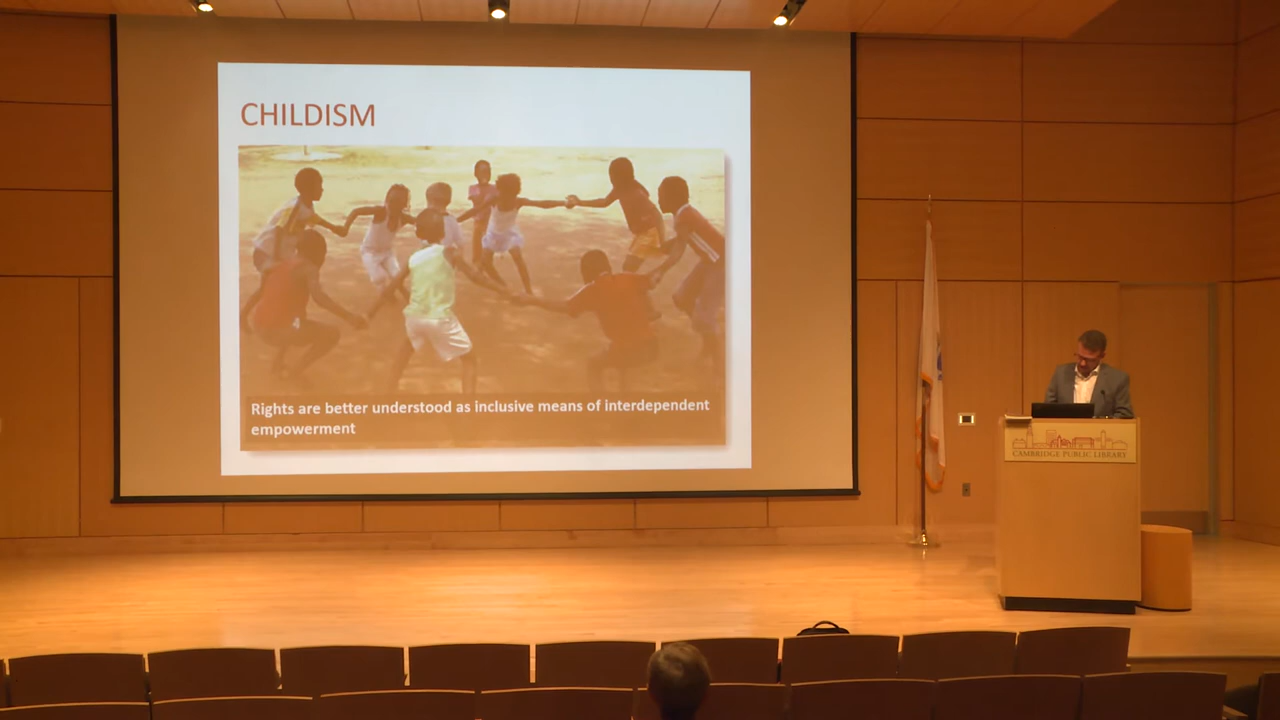 CHILDISM
Rights are better understood as inclusive means of interdependent
empowerment
CAMBRIDGE PUBLIC LIBRARY